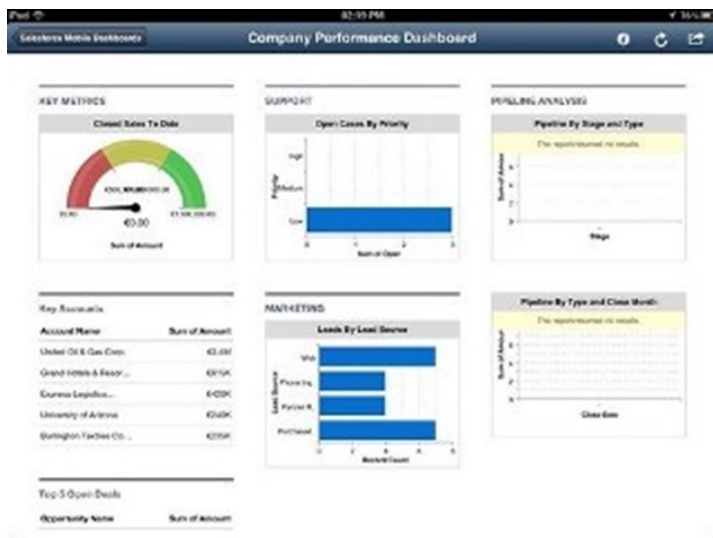 iPad
02:19 PM
Salesforce Mobile Dashboards
Company Performance Dashboard
KEY METRICS
Closed Sales To Date
€0.00
Sum of Amount
Key Accounts
Account Name Sum of Amount
United Oil & Gas Corp.
Grand Hotels & Resor...
Express Logistics...
University of Arizona
Burlington Textiles Co...
Top 5 Open Deals
Opportunity Name Sum of Amount
SUPPORT
Open Cases By Priority
Priority
High
Medium
Low
0 1 2 3
Sum of Open
MARKETING
Leads By Lead Source
Lead Source
Web
Phone Inq.
Partner R.
Purchased
Record Count
PIPELINE ANALYSIS
Pipeline By Stage and Type
The report returned no results.
Sum of Amount
Stage
Pipeline By Type and Close Month
The report returned no results.
Sum of Amount
Close Date